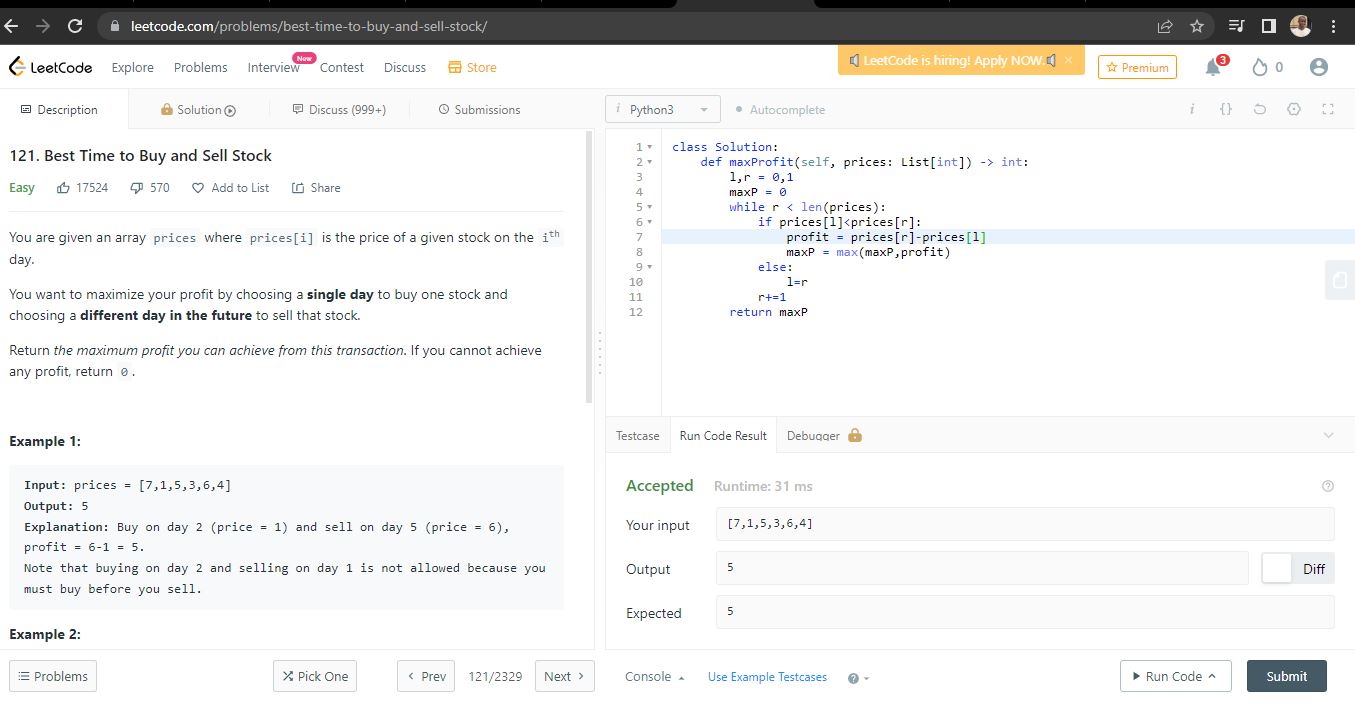 leetcode.com/problems/best-time-to-buy-and-sell-stock/
LeetCode Explore Problems Interview New Contest Discuss Store
LeetCode is hiring! Apply NOW. × Premium 3 0
Description Solution Discuss (999+) Submissions
121. Best Time to Buy and Sell Stock
Easy 17524 570 Add to List Share
You are given an array prices where prices[i] is the price of a given stock on the ith
day.
You want to maximize your profit by choosing a single day to buy one stock and
choosing a different day in the future to sell that stock.
Return the maximum profit you can achieve from this transaction. If you cannot achieve
any profit, return 0.
Example 1:
Input: prices = [7,1,5,3,6,4]
Output: 5
Explanation: Buy on day 2 (price = 1) and sell on day 5 (price = 6),
profit = 6-1 = 5.
Note that buying on day 2 and selling on day 1 is not allowed because you
must buy before you sell.
Example 2:
Problems Pick One < Prev 121/2329 Next >
i Python3 Autocomplete i {}
1 class Solution:
2 def maxProfit(self, prices: List[int]) -> int:
3 l,r = 0,1
4 maxP = 0
5 while r < len(prices):
6 if prices[l]<prices[r]:
7 profit = prices[r]-prices[l]
8 maxP = max(maxP,profit)
9 else:
10 l=r
11 r+=1
12 return maxP
Testcase Run Code Result Debugger
Accepted Runtime: 31 ms ?
Your input [7,1,5,3,6,4]
Output 5 Diff
Expected 5
Console Use Example Testcases ? Run Code Submit